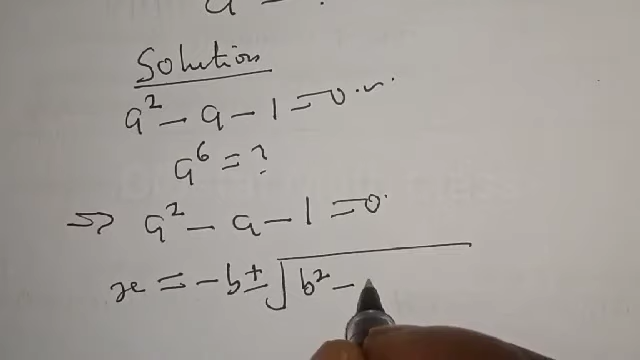 Solution
a² - a - 1 = 0
a⁶ = ?
=> a² - a - 1 = 0.
x = -b ± √b² -